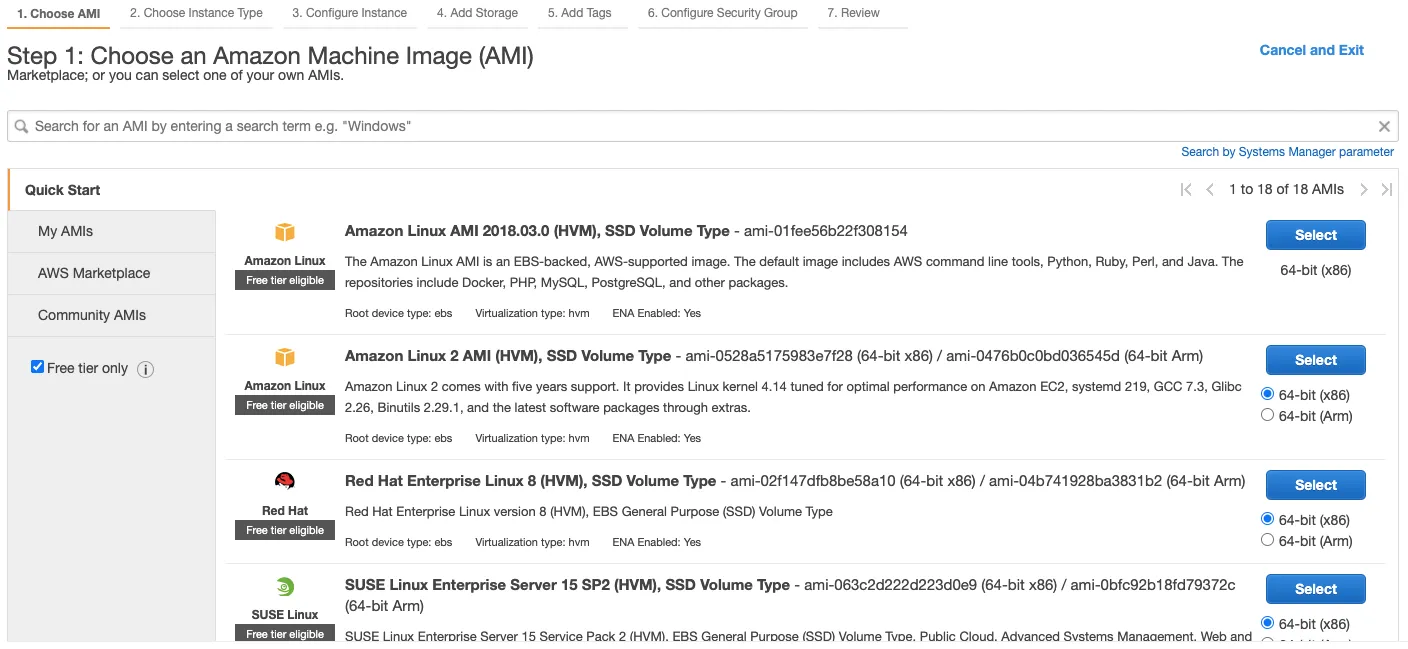 1. Choose AMI 2. Choose Instance Type 3. Configure Instance 4. Add Storage 5. Add Tags 6. Configure Security Group 7. Review
Step 1: Choose an Amazon Machine Image (AMI)
Cancel and Exit
Marketplace; or you can select one of your own AMIs.
Search for an AMI by entering a search term e.g. "Windows"
Search by Systems Manager parameter
Quick Start
1 to 18 of 18 AMIs
My AMIs
AWS Marketplace
Community AMIs
Free tier only
Amazon Linux
Free tier eligible
Amazon Linux AMI 2018.03.0 (HVM), SSD Volume Type - ami-01fee56b22f308154
The Amazon Linux AMI is an EBS-backed, AWS-supported image. The default image includes AWS command line tools, Python, Ruby, Perl, and Java. The
repositories include Docker, PHP, MySQL, PostgreSQL, and other packages.
Root device type: ebs Virtualization type: hvm ENA Enabled: Yes
Select
64-bit (x86)
Amazon Linux
Free tier eligible
Amazon Linux 2 AMI (HVM), SSD Volume Type - ami-0528a5175983e7f28 (64-bit x86) / ami-0476b0c0bd036545d (64-bit Arm)
Amazon Linux 2 comes with five years support. It provides Linux kernel 4.14 tuned for optimal performance on Amazon EC2, systemd 219, GCC 7.3, Glibc
2.26, Binutils 2.29.1, and the latest software packages through extras.
Root device type: ebs Virtualization type: hvm ENA Enabled: Yes
Select
64-bit (x86)
64-bit (Arm)
Red Hat
Free tier eligible
Red Hat Enterprise Linux 8 (HVM), SSD Volume Type - ami-02f147dfb8be58a10 (64-bit x86) / ami-04b741928ba3831b2 (64-bit Arm)
Red Hat Enterprise Linux version 8 (HVM), EBS General Purpose (SSD) Volume Type
Root device type: ebs Virtualization type: hvm ENA Enabled: Yes
Select
64-bit (x86)
64-bit (Arm)
SUSE Linux
Free tier eligible
SUSE Linux Enterprise Server 15 SP2 (HVM), SSD Volume Type - ami-063c2d222d223d0e9 (64-bit x86) / ami-0bfc92b18fd79372c
(64-bit Arm)
SUSE Linux Enterprise Server 15 Service Pack 2 (HVM), EBS General Purpose (SSD) Volume Type, Public Cloud, Advanced Systems Management, Web and
Select
64-bit (x86)